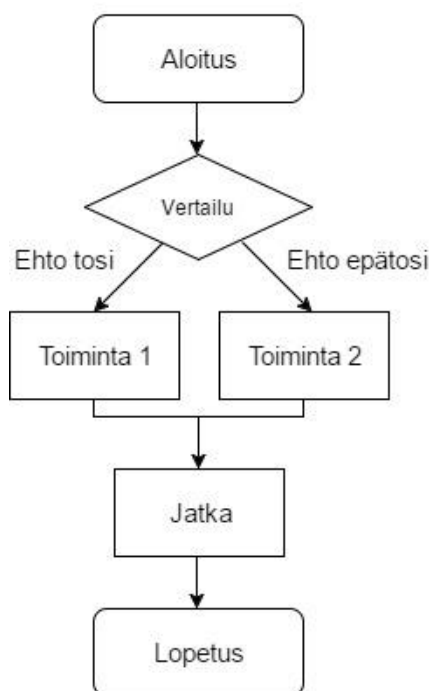 Aloitus
Vertailu
Ehto tosi
Ehto epätosi
Toiminta 1
Toiminta 2
Jatka
Lopetus